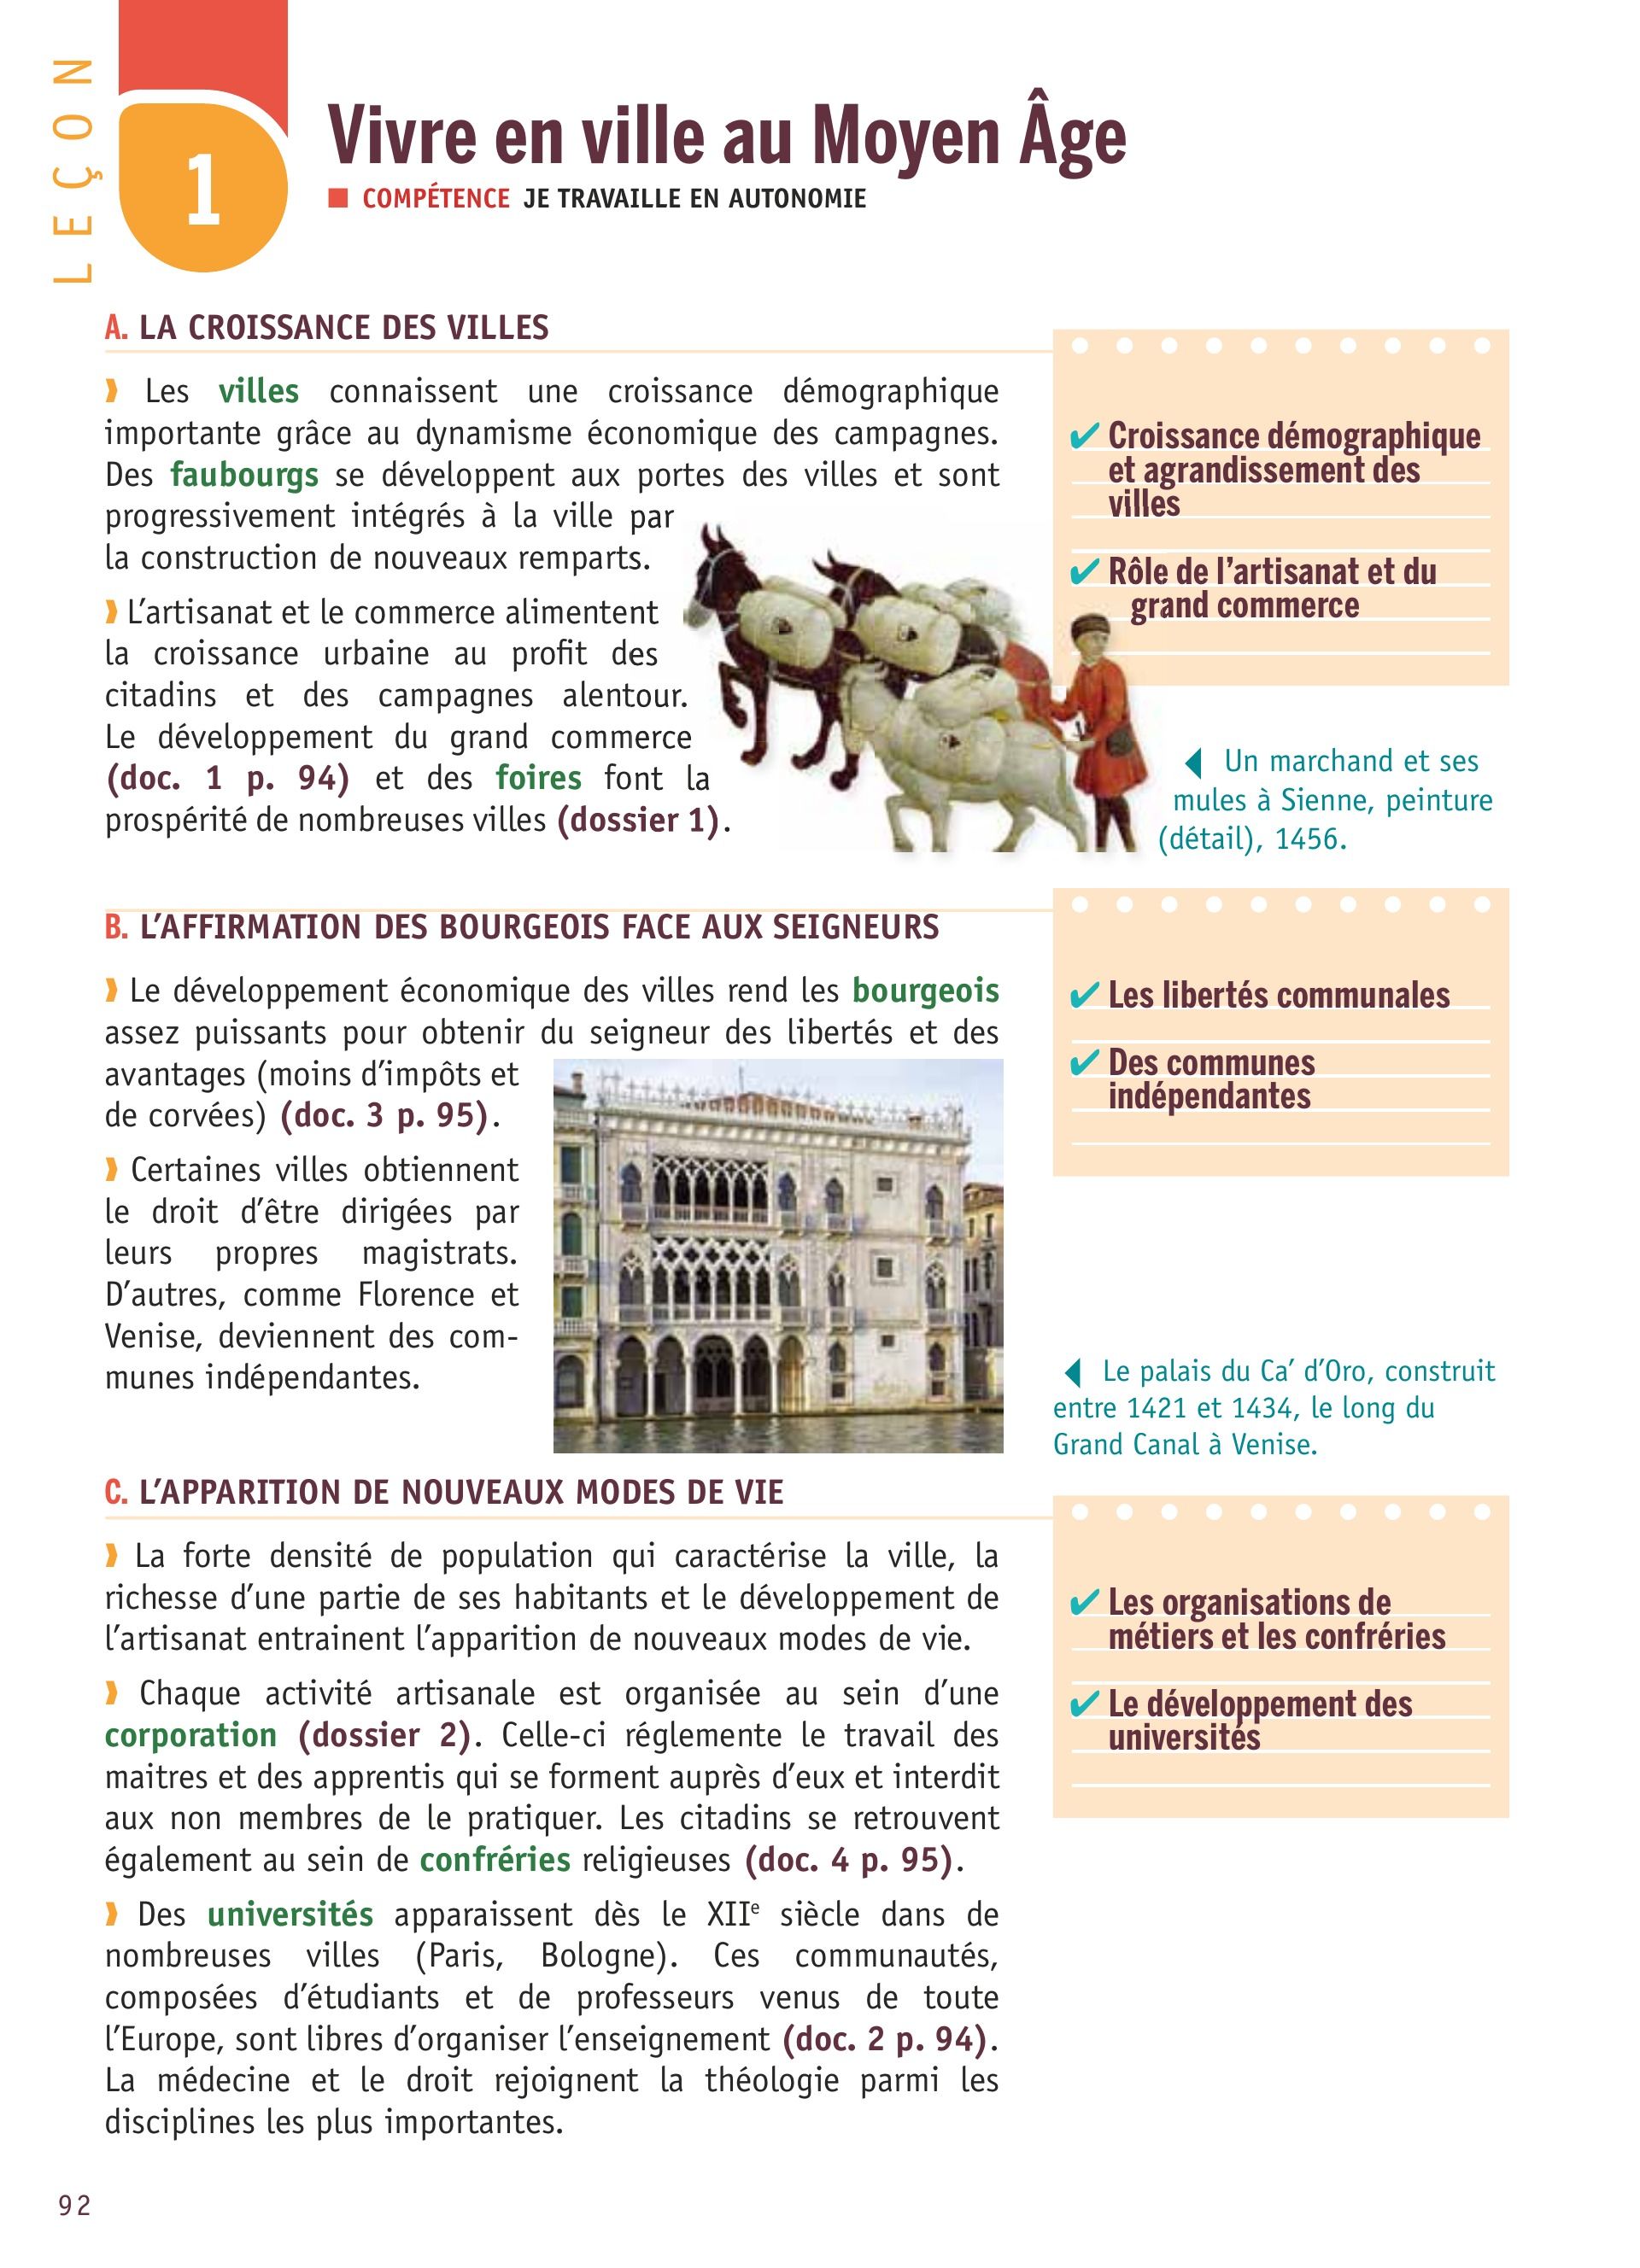 LEÇON
1
Vivre en ville au Moyen Âge
■ COMPÉTENCE JE TRAVAILLE EN AUTONOMIE
A. LA CROISSANCE DES VILLES
❱ Les villes connaissent une croissance démographique
importante grâce au dynamisme économique des campagnes.
Des faubourgs se développent aux portes des villes et sont
progressivement intégrés à la ville par
la construction de nouveaux remparts.
❱ L’artisanat et le commerce alimentent
la croissance urbaine au profit des
citadins et des campagnes alentour.
Le développement du grand commerce
(doc. 1 p. 94) et des foires font la
prospérité de nombreuses villes (dossier 1).
✔ Croissance démographique
et agrandissement des
villes
✔ Rôle de l’artisanat et du
grand commerce
◀ Un marchand et ses
mules à Sienne, peinture
(détail), 1456.
B. L’AFFIRMATION DES BOURGEOIS FACE AUX SEIGNEURS
❱ Le développement économique des villes rend les bourgeois
assez puissants pour obtenir du seigneur des libertés et des
avantages (moins d’impôts et
de corvées) (doc. 3 p. 95).
❱ Certaines villes obtiennent
le droit d’être dirigées par
leurs propres magistrats.
D’autres, comme Florence et
Venise, deviennent des com-
munes indépendantes.
✔ Les libertés communales
✔ Des communes
indépendantes
◀ Le palais du Ca’ d’Oro, construit
entre 1421 et 1434, le long du
Grand Canal à Venise.
C. L’APPARITION DE NOUVEAUX MODES DE VIE
❱ La forte densité de population qui caractérise la ville, la
richesse d’une partie de ses habitants et le développement de
l’artisanat entrainent l’apparition de nouveaux modes de vie.
❱ Chaque activité artisanale est organisée au sein d’une
corporation (dossier 2). Celle-ci réglemente le travail des
maitres et des apprentis qui se forment auprès d’eux et interdit
aux non membres de le pratiquer. Les citadins se retrouvent
également au sein de confréries religieuses (doc. 4 p. 95).
❱ Des universités apparaissent dès le XIIe siècle dans de
nombreuses villes (Paris, Bologne). Ces communautés,
composées d’étudiants et de professeurs venus de toute
l’Europe, sont libres d’organiser l’enseignement (doc. 2 p. 94).
La médecine et le droit rejoignent la théologie parmi les
disciplines les plus importantes.
✔ Les organisations de
métiers et les confréries
✔ Le développement des
universités
92